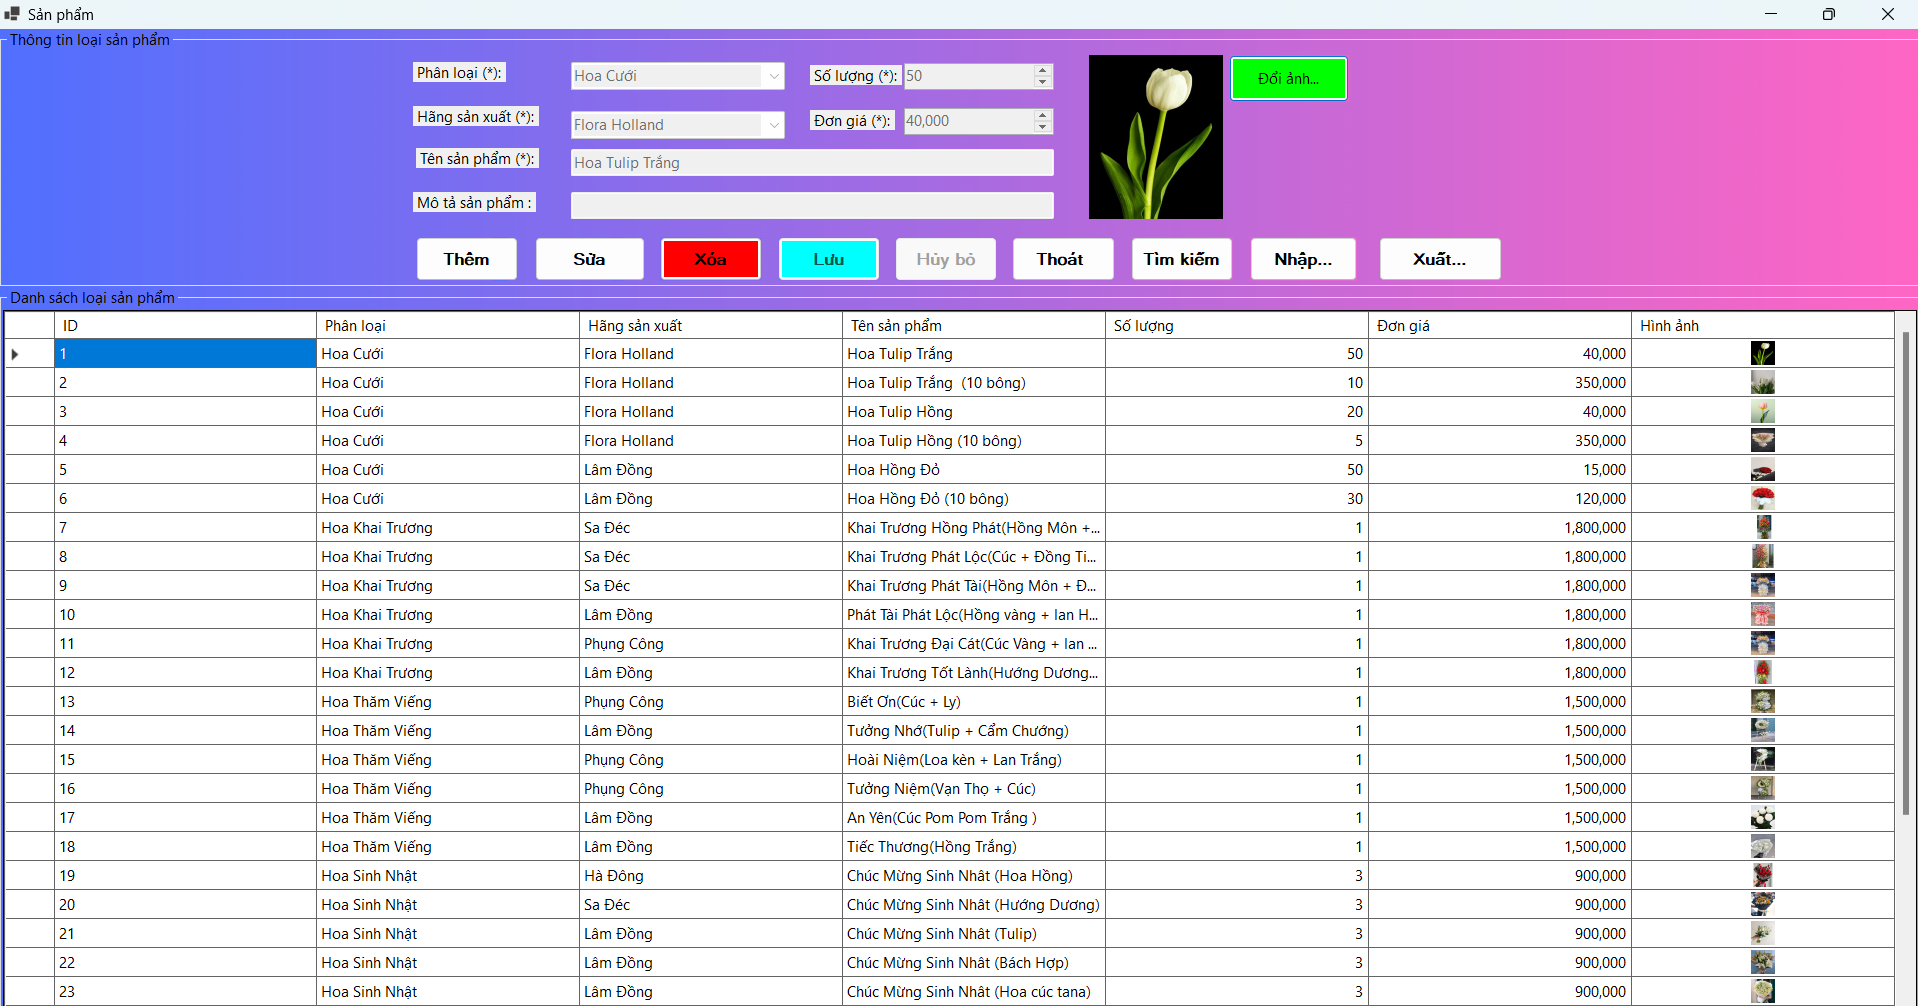 Sản phẩm
Thông tin loại sản phẩm
Phân loại (*): Hoa Cưới Số lượng (*): 50 Đổi ảnh...
Hãng sản xuất (*): Flora Holland Đơn giá (*): 40,000
Tên sản phẩm (*): Hoa Tulip Trắng
Mô tả sản phẩm :
Thêm Sửa Xóa Lưu Hủy bỏ Thoát Tìm kiếm Nhập... Xuất...
Danh sách loại sản phẩm
ID Phân loại Hãng sản xuất Tên sản phẩm Số lượng Đơn giá Hình ảnh
1 Hoa Cưới Flora Holland Hoa Tulip Trắng 50 40,000
2 Hoa Cưới Flora Holland Hoa Tulip Trắng  (10 bông) 10 350,000
3 Hoa Cưới Flora Holland Hoa Tulip Hồng 20 40,000
4 Hoa Cưới Flora Holland Hoa Tulip Hồng (10 bông) 5 350,000
5 Hoa Cưới Lâm Đồng Hoa Hồng Đỏ 50 15,000
6 Hoa Cưới Lâm Đồng Hoa Hồng Đỏ (10 bông) 30 120,000
7 Hoa Khai Trương Sa Đéc Khai Trương Hồng Phát(Hồng Môn +... 1 1,800,000
8 Hoa Khai Trương Sa Đéc Khai Trương Phát Lộc(Cúc + Đồng Ti... 1 1,800,000
9 Hoa Khai Trương Sa Đéc Khai Trương Phát Tài(Hồng Môn + Đ... 1 1,800,000
10 Hoa Khai Trương Lâm Đồng Phát Tài Phát Lộc(Hồng vàng + lan H... 1 1,800,000
11 Hoa Khai Trương Phụng Công Khai Trương Đại Cát(Cúc Vàng + lan ... 1 1,800,000
12 Hoa Khai Trương Lâm Đồng Khai Trương Tốt Lành(Hướng Dương... 1 1,800,000
13 Hoa Thăm Viếng Phụng Công Biết Ơn(Cúc + Ly) 1 1,500,000
14 Hoa Thăm Viếng Lâm Đồng Tưởng Nhớ(Tulip + Cẩm Chướng) 1 1,500,000
15 Hoa Thăm Viếng Phụng Công Hoài Niệm(Loa kèn + Lan Trắng) 1 1,500,000
16 Hoa Thăm Viếng Phụng Công Tưởng Niệm(Vạn Thọ + Cúc) 1 1,500,000
17 Hoa Thăm Viếng Lâm Đồng An Yên(Cúc Pom Pom Trắng ) 1 1,500,000
18 Hoa Thăm Viếng Lâm Đồng Tiếc Thương(Hồng Trắng) 1 1,500,000
19 Hoa Sinh Nhật Hà Đông Chúc Mừng Sinh Nhât (Hoa Hồng) 3 900,000
20 Hoa Sinh Nhật Sa Đéc Chúc Mừng Sinh Nhât (Hướng Dương) 3 900,000
21 Hoa Sinh Nhật Lâm Đồng Chúc Mừng Sinh Nhât (Tulip) 3 900,000
22 Hoa Sinh Nhật Lâm Đồng Chúc Mừng Sinh Nhât (Bách Hợp) 3 900,000
23 Hoa Sinh Nhật Lâm Đồng Chúc Mừng Sinh Nhât (Hoa cúc tana) 3 900,000